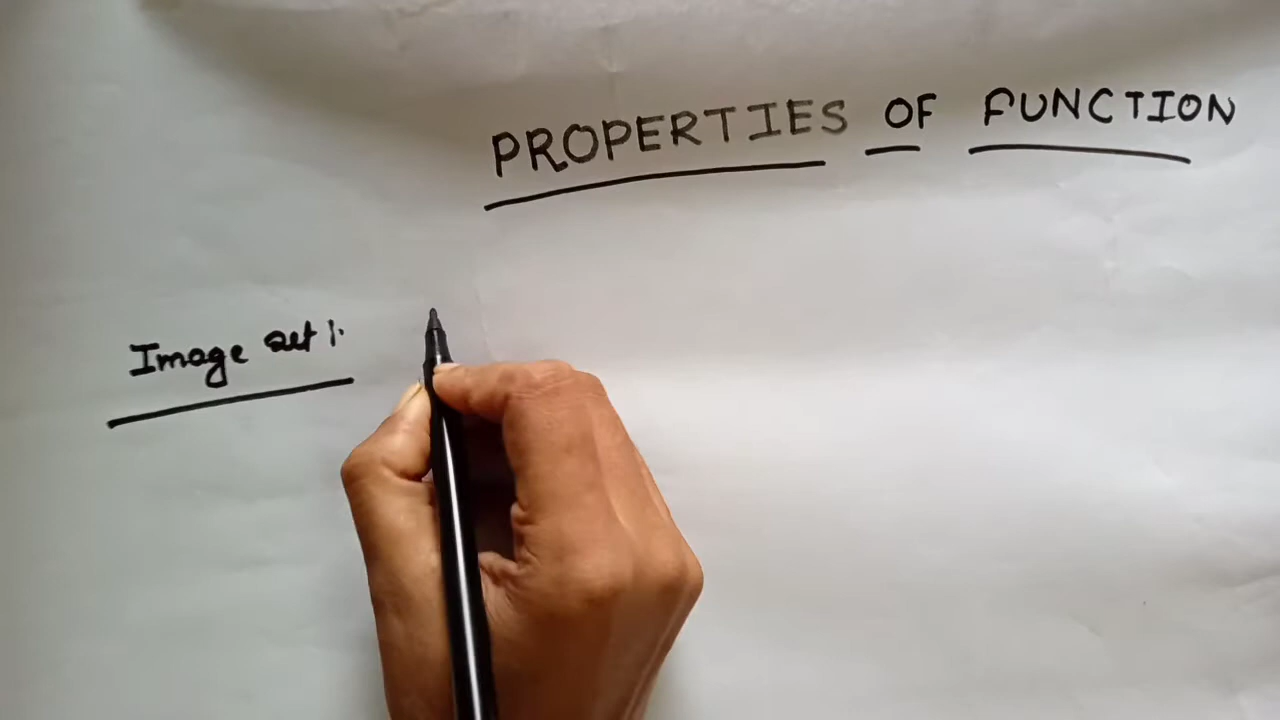 PROPERTIES OF FUNCTION
Image set :-